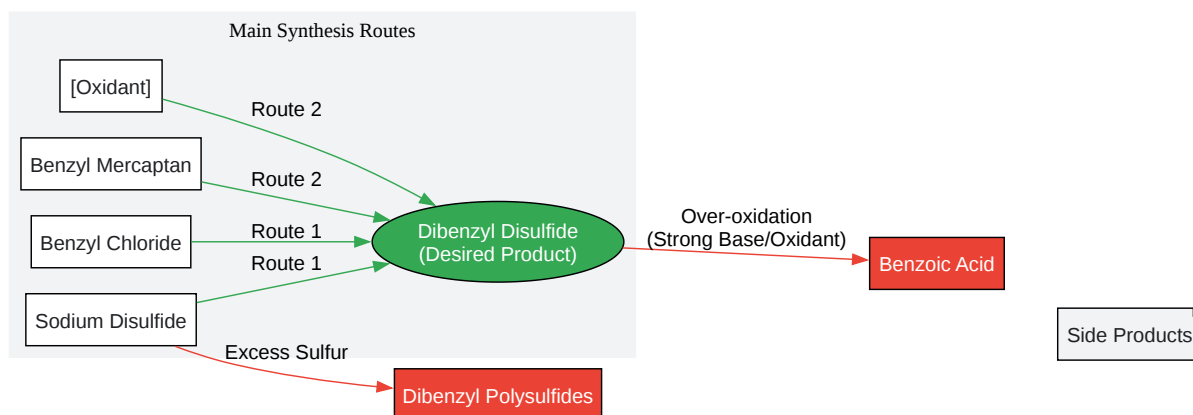 Main Synthesis Routes
[Oxidant]
Route 2
Benzyl Mercaptan
Route 2
Benzyl Chloride
Route 1
Route 1
Sodium Disulfide
Dibenzyl Disulfide
(Desired Product)
Over-oxidation
(Strong Base/Oxidant)
Benzoic Acid
Side Products
Excess Sulfur
Dibenzyl Polysulfides